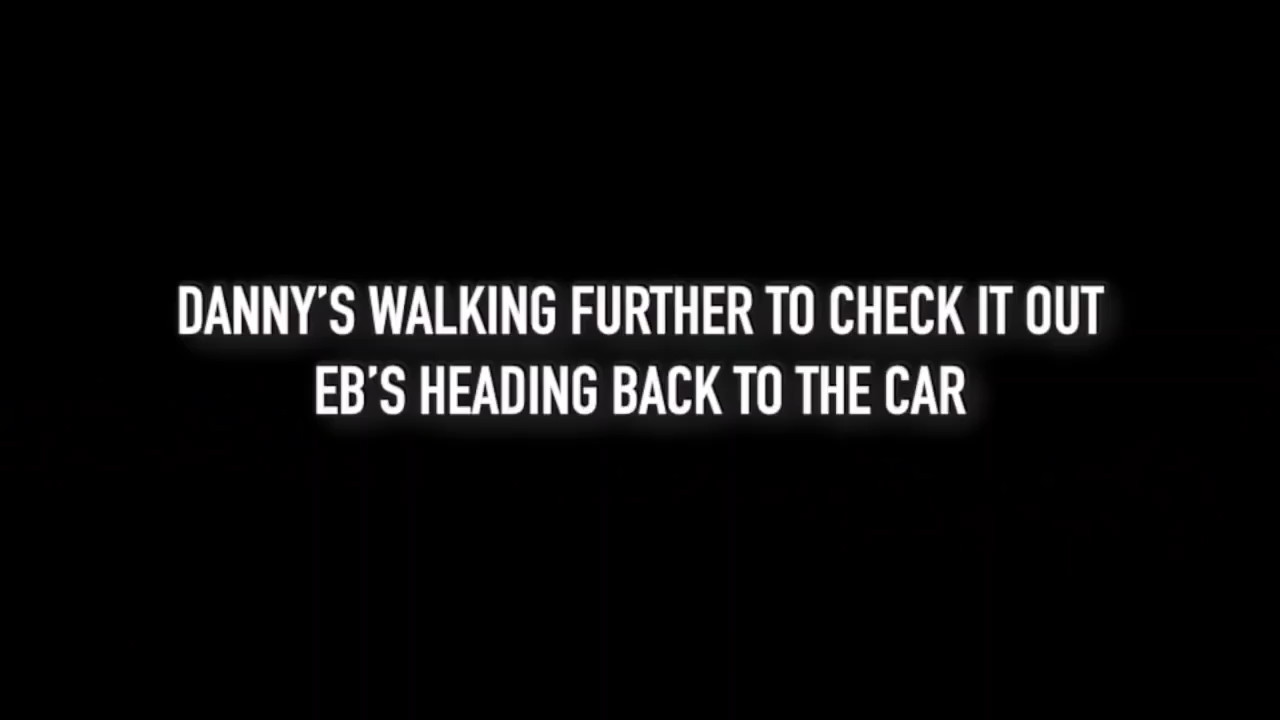 DANNY’S WALKING FURTHER TO CHECK IT OUT
EB’S HEADING BACK TO THE CAR